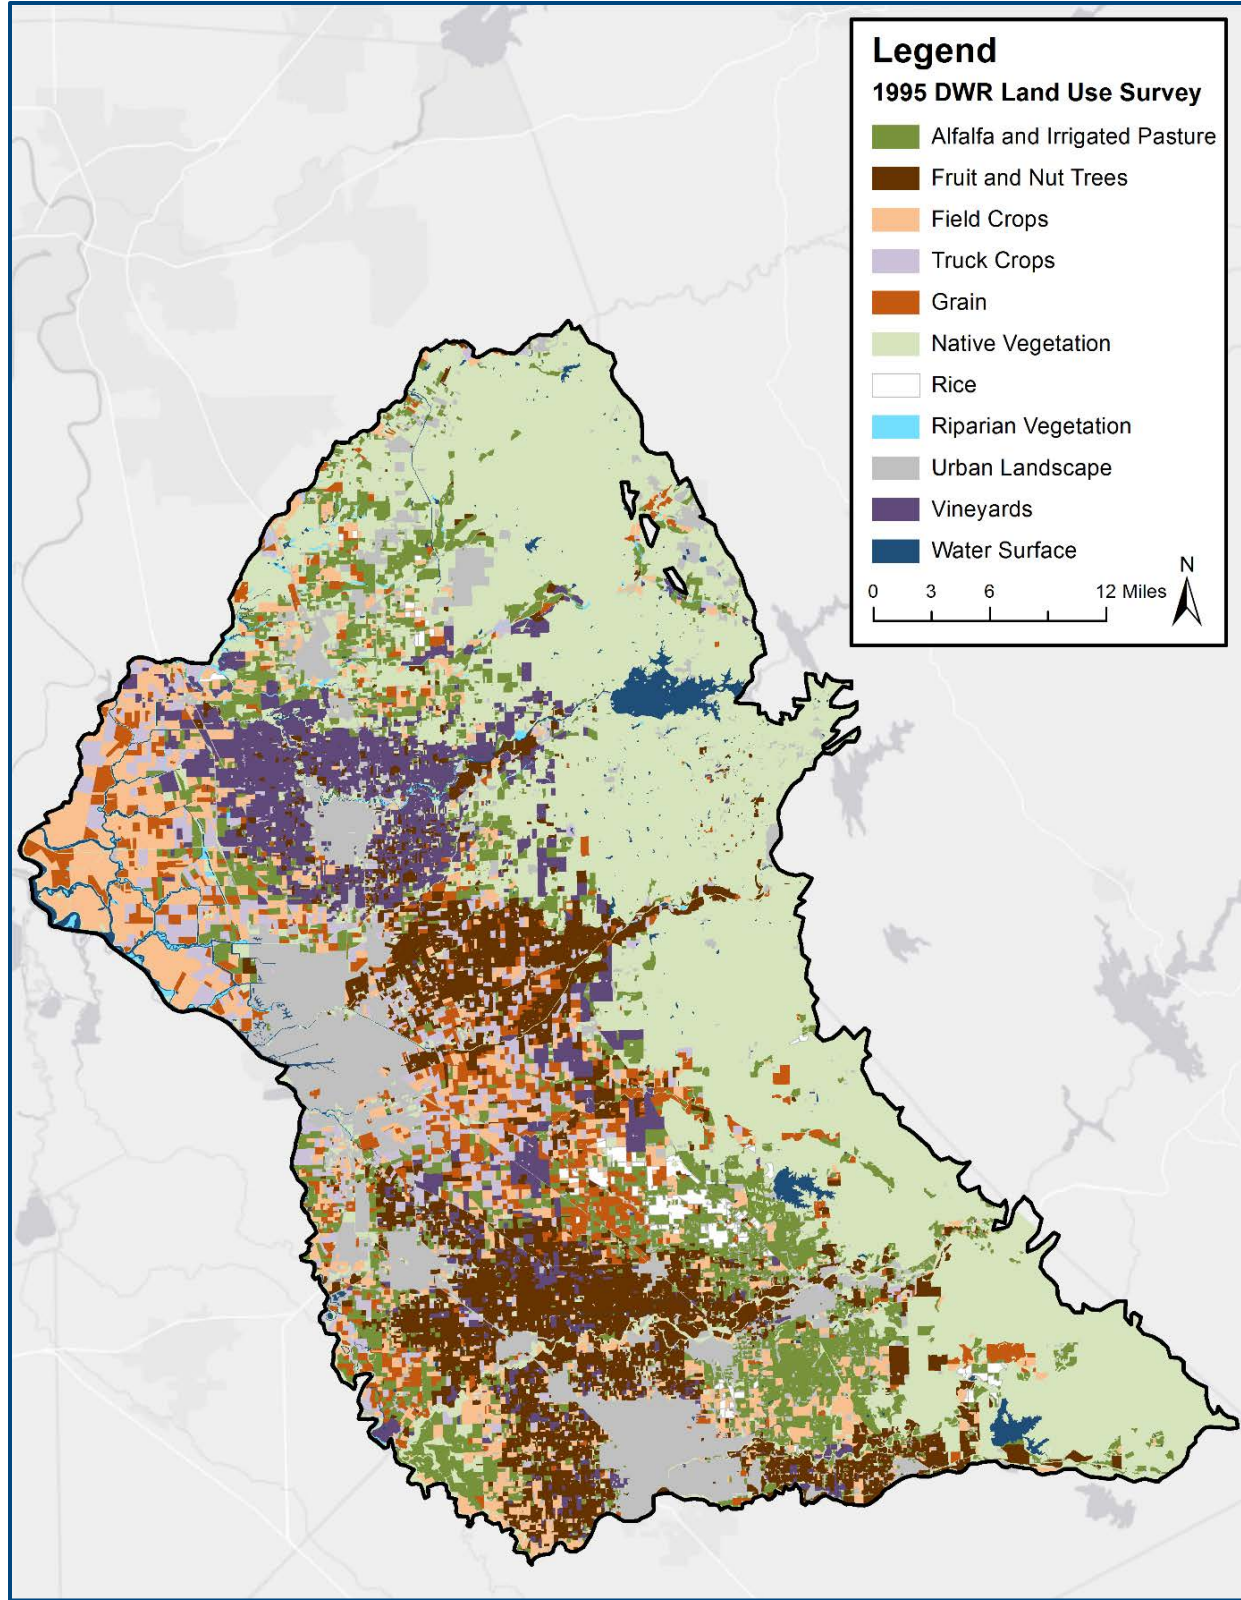 Legend
1995 DWR Land Use Survey
Alfalfa and Irrigated Pasture
Fruit and Nut Trees
Field Crops
Truck Crops
Grain
Native Vegetation
Rice
Riparian Vegetation
Urban Landscape
Vineyards
Water Surface
N
0 3 6 12 Miles